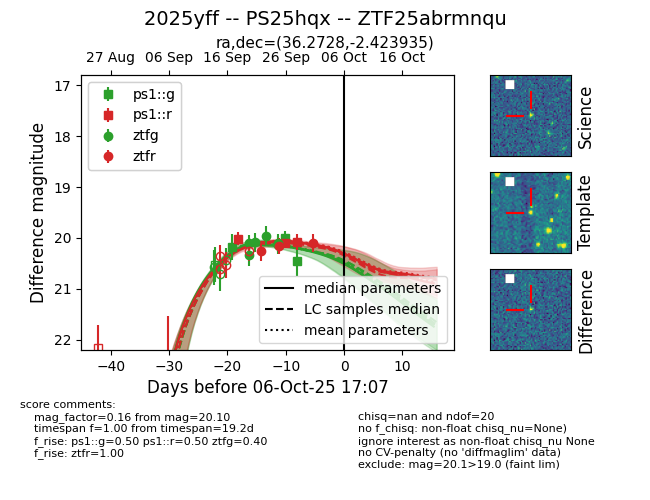 2025yff -- PS25hqx -- ZTF25abrmnqu
ra,dec=(36.2728,-2.423935)
27 Aug 06 Sep 16 Sep 26 Sep 06 Oct 16 Oct
ps1::g
ps1::r
ztfg
ztfr
17
18
19
20
21
22
Difference magnitude
median parameters
LC samples median
mean parameters
−40 −30 −20 −10 0 10
Days before 06-Oct-25 17:07
Science
Template
Difference
score comments:
mag_factor=0.16 from mag=20.10
timespan f=1.00 from timespan=19.2d
f_rise: ps1::g=0.50 ps1::r=0.50 ztfg=0.40
f_rise: ztfr=1.00
chisq=nan and ndof=20
no f_chisq: non-float chisq_nu=None)
ignore interest as non-float chisq_nu None
no CV-penalty (no 'diffmaglim' data)
exclude: mag=20.1>19.0 (faint lim)